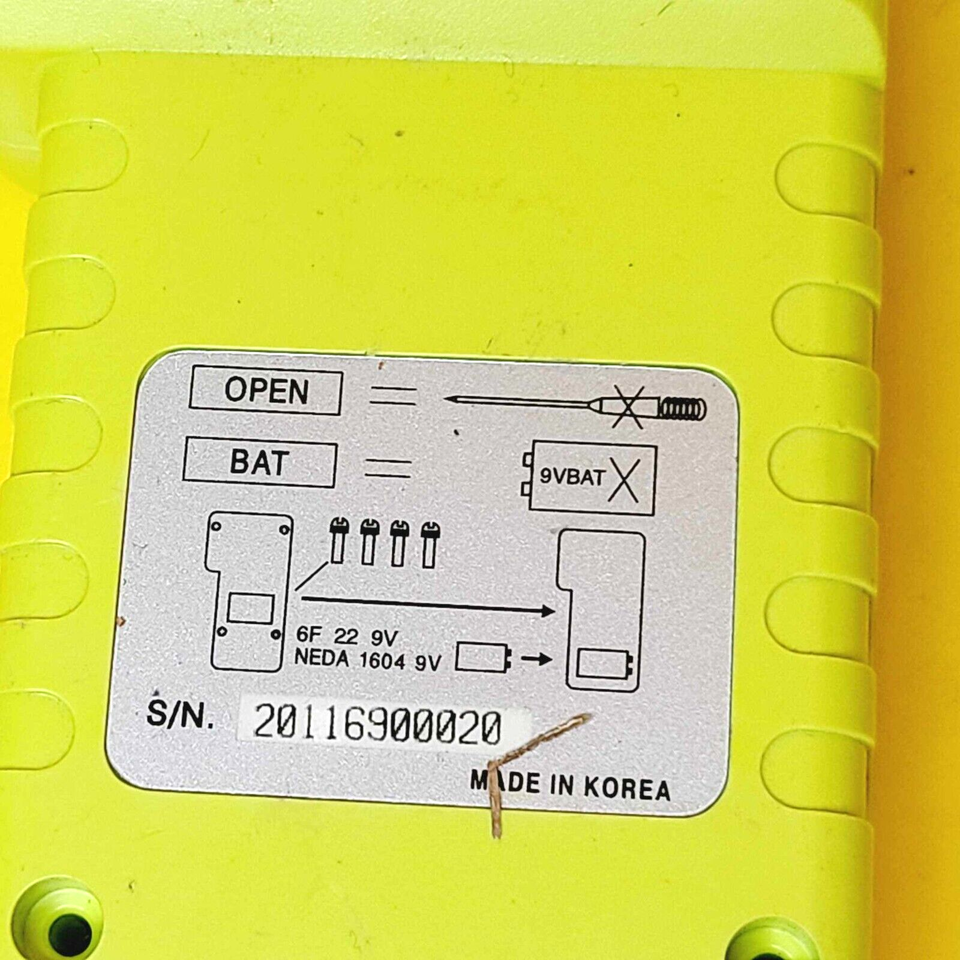 OPEN
BAT
9VBAT
6F 22 9V
NEDA 1604 9V
S/N. 20116900020
MADE IN KOREA